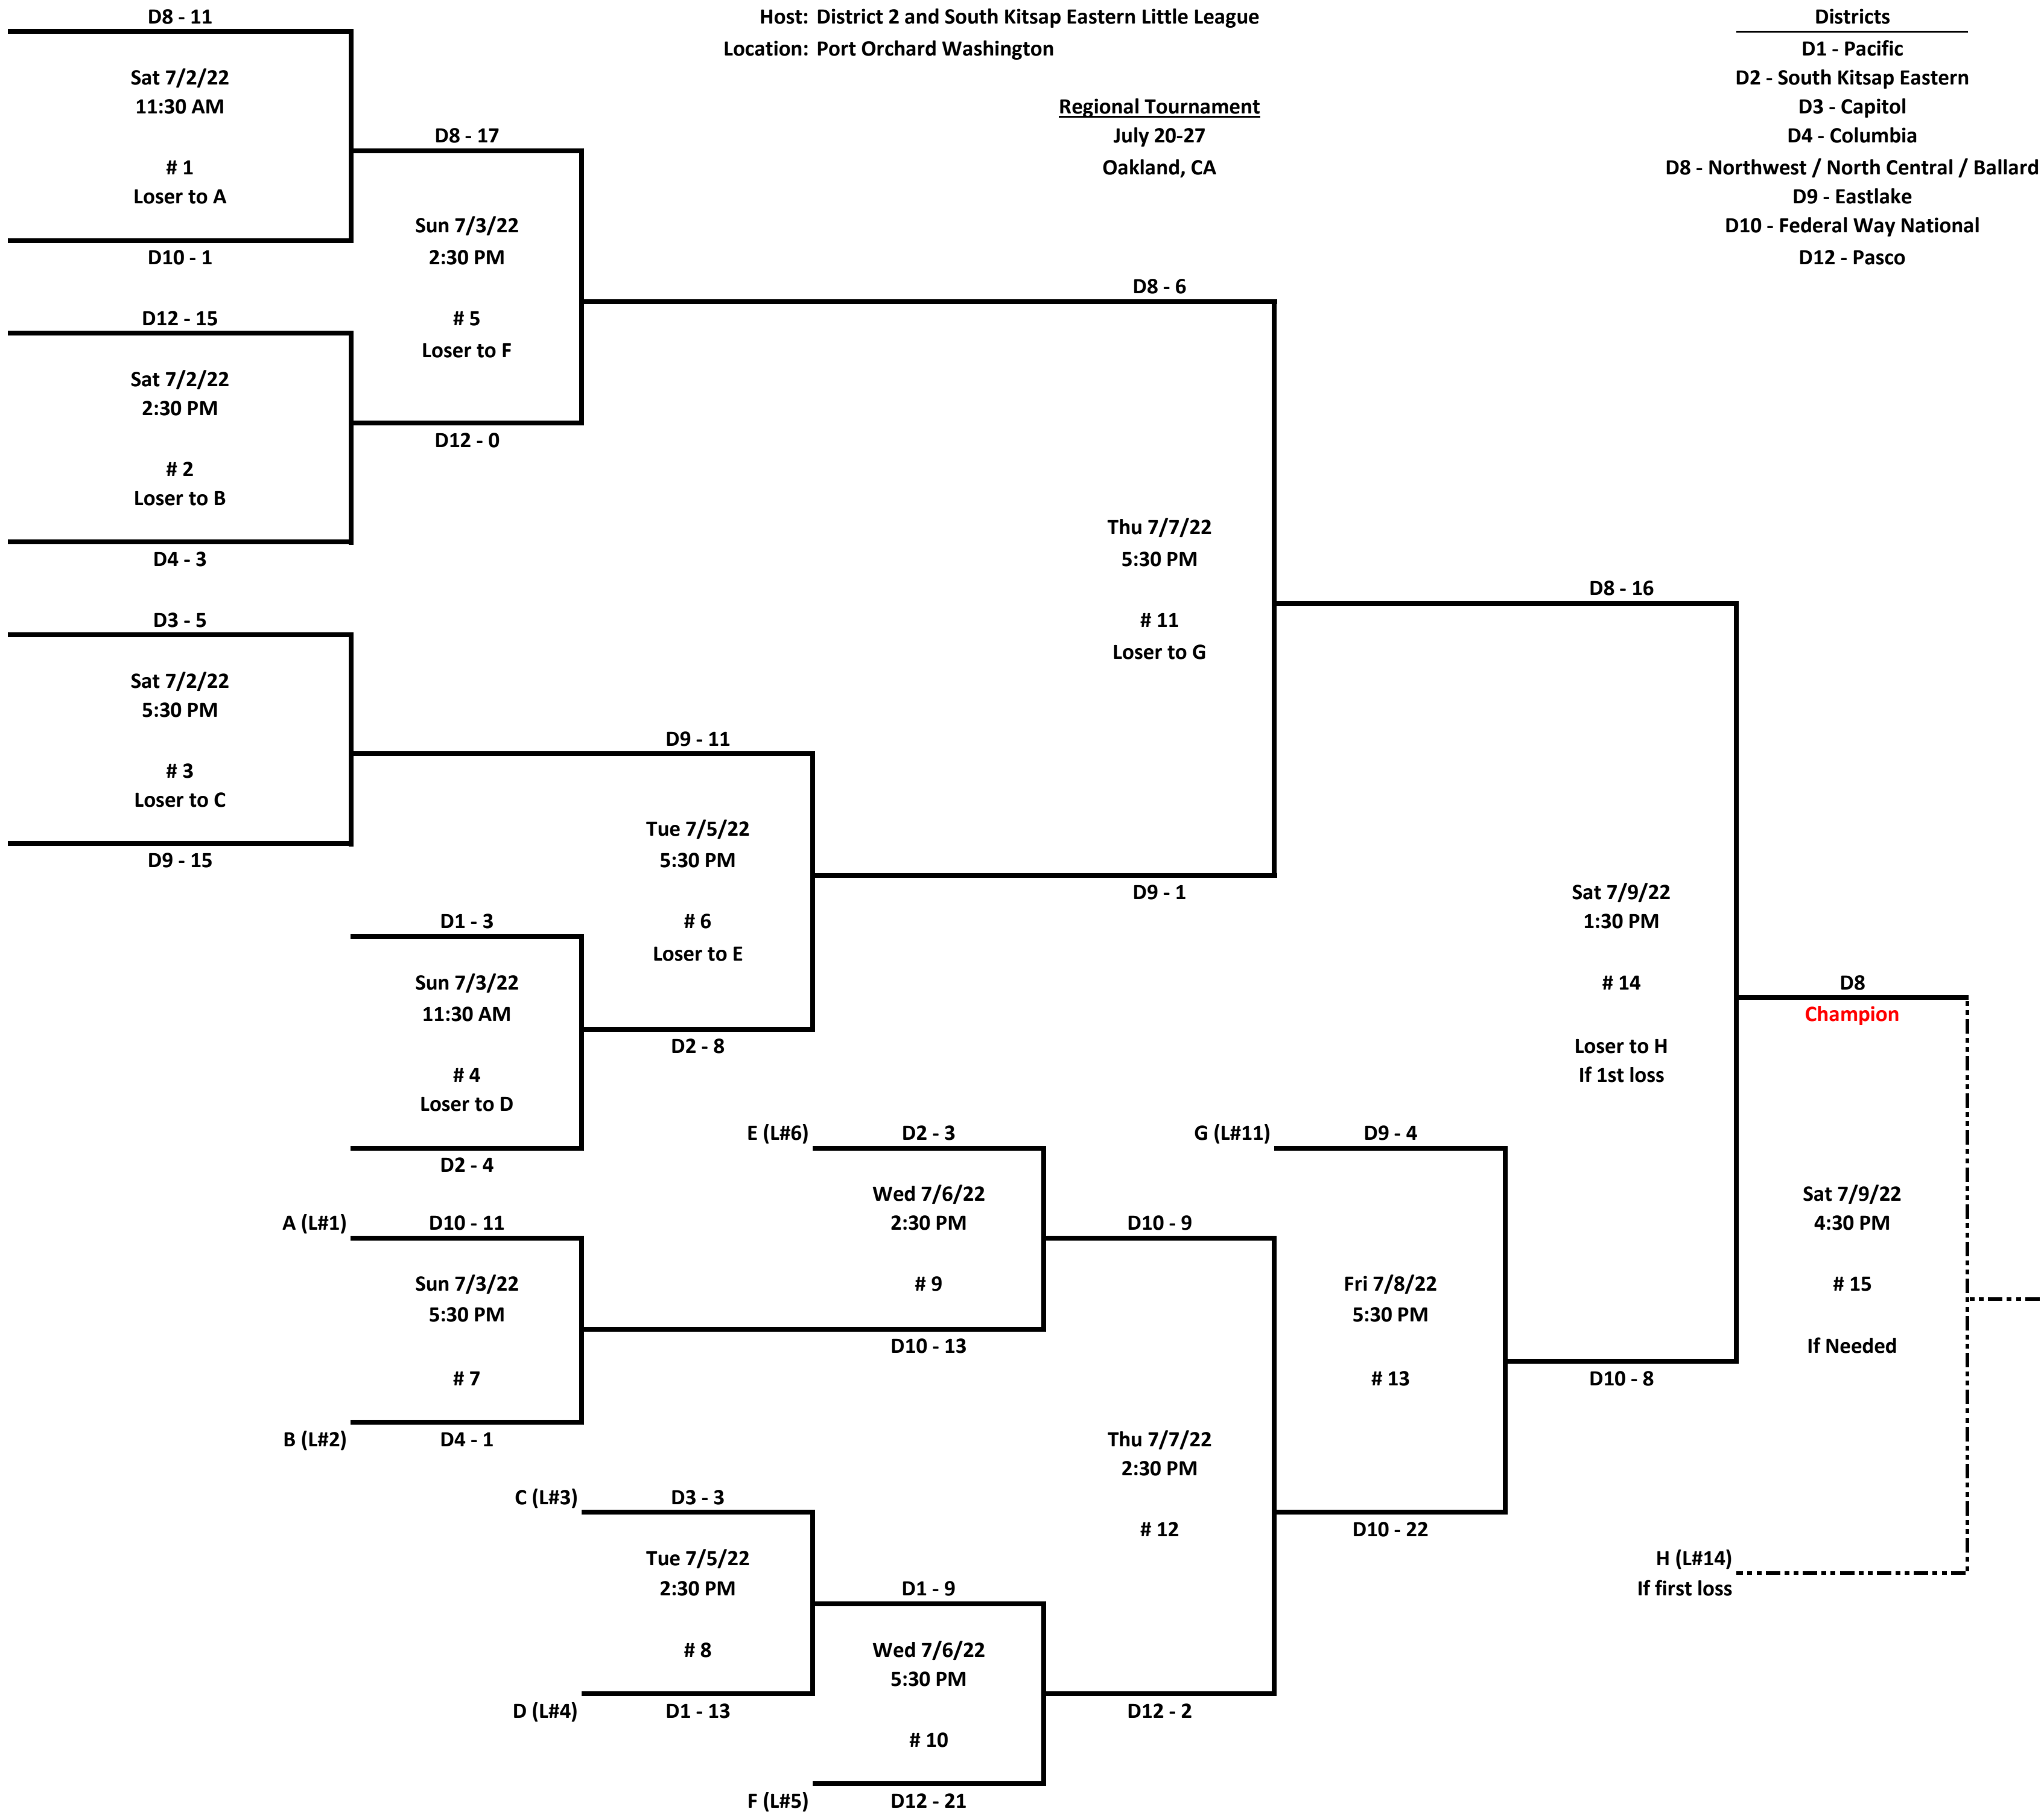 Host: District 2 and South Kitsap Eastern Little League
Location: Port Orchard Washington
Regional Tournament
July 20-27
Oakland, CA
Districts
D1 - Pacific
D2 - South Kitsap Eastern
D3 - Capitol
D4 - Columbia
D8 - Northwest / North Central / Ballard
D9 - Eastlake
D10 - Federal Way National
D12 - Pasco
D8 - 11
Sat 7/2/22
11:30 AM
# 1
Loser to A
D10 - 1
D12 - 15
Sat 7/2/22
2:30 PM
# 2
Loser to B
D4 - 3
D3 - 5
Sat 7/2/22
5:30 PM
# 3
Loser to C
D9 - 15
D8 - 17
Sun 7/3/22
2:30 PM
# 5
Loser to F
D12 - 0
D1 - 3
Sun 7/3/22
11:30 AM
# 4
Loser to D
D2 - 4
D9 - 11
Tue 7/5/22
5:30 PM
# 6
Loser to E
D2 - 8
D8 - 6
Thu 7/7/22
5:30 PM
# 11
Loser to G
D9 - 1
A (L#1)
D10 - 11
Sun 7/3/22
5:30 PM
# 7
B (L#2)
D4 - 1
C (L#3)
D3 - 3
Tue 7/5/22
2:30 PM
# 8
D (L#4)
D1 - 13
E (L#6)
D2 - 3
Wed 7/6/22
2:30 PM
# 9
D10 - 13
D1 - 9
Wed 7/6/22
5:30 PM
# 10
F (L#5)
D12 - 21
D10 - 9
Thu 7/7/22
2:30 PM
# 12
D12 - 2
G (L#11)
D9 - 4
Fri 7/8/22
5:30 PM
# 13
D10 - 22
D8 - 16
Sat 7/9/22
1:30 PM
# 14
Loser to H
If 1st loss
D10 - 8
D8
Champion
Sat 7/9/22
4:30 PM
# 15
If Needed
H (L#14)
If first loss